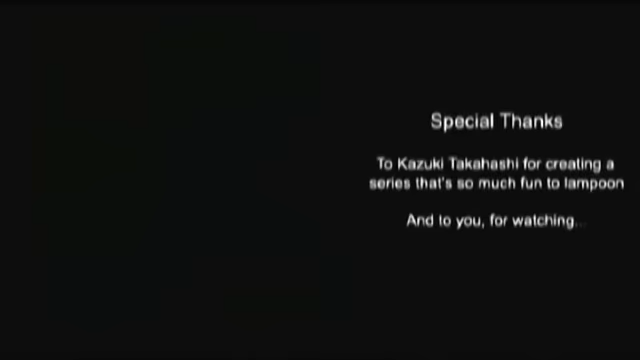 Special Thanks
To Kazuki Takahashi for creating a
series that's so much fun to lampoon
And to you, for watching...